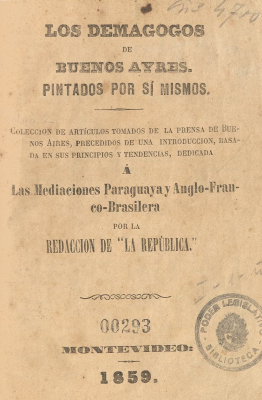 LOS DEMAGOGOS
DE
BUENOS AYRES.
PINTADOS POR SÍ MISMOS.
COLECCION DE ARTÍCULOS TOMADOS DE LA PRENSA DE BUE-
NOS AIRES, PRECEDIDOS DE UNA INTRODUCCION, BASA-
DA EN SUS PRINCIPIOS Y TENDENCIAS, DEDICADA
Á
Las Mediaciones Paraguaya y Anglo-Fran-
co-Brasilera
POR LA
REDACCION DE "LA REPÚBLICA."
00293
MONTEVIDEO:
1859.
PODER LEGISLATIVO
BIBLIOTECA